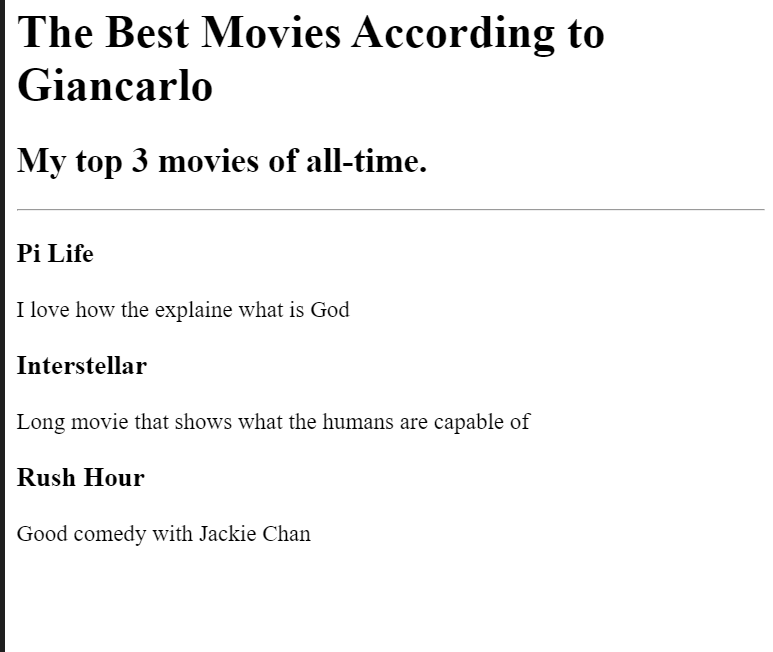 The Best Movies According to
Giancarlo
My top 3 movies of all-time.
Pi Life
I love how the explaine what is God
Interstellar
Long movie that shows what the humans are capable of
Rush Hour
Good comedy with Jackie Chan